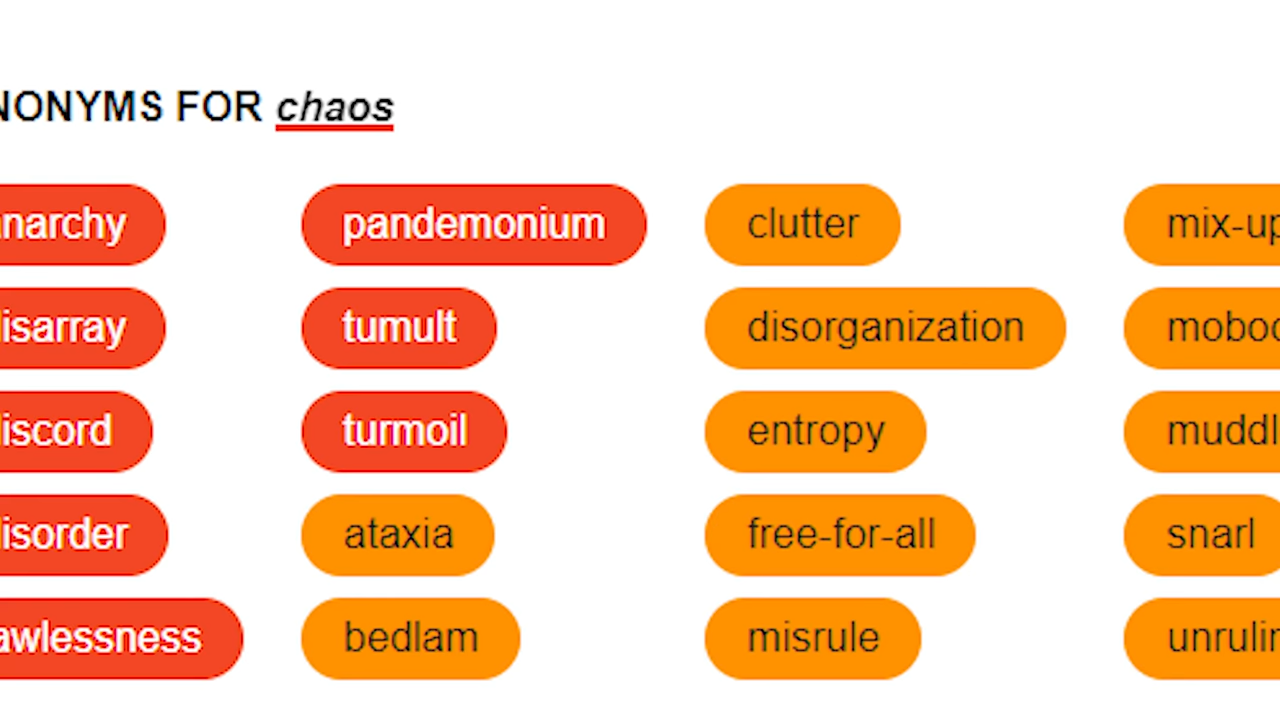 NONYMS FOR chaos
narchy pandemonium clutter mix-up
isarray tumult disorganization moboc
iscord turmoil entropy muddl
isorder ataxia free-for-all snarl
awlessness bedlam misrule unrulin